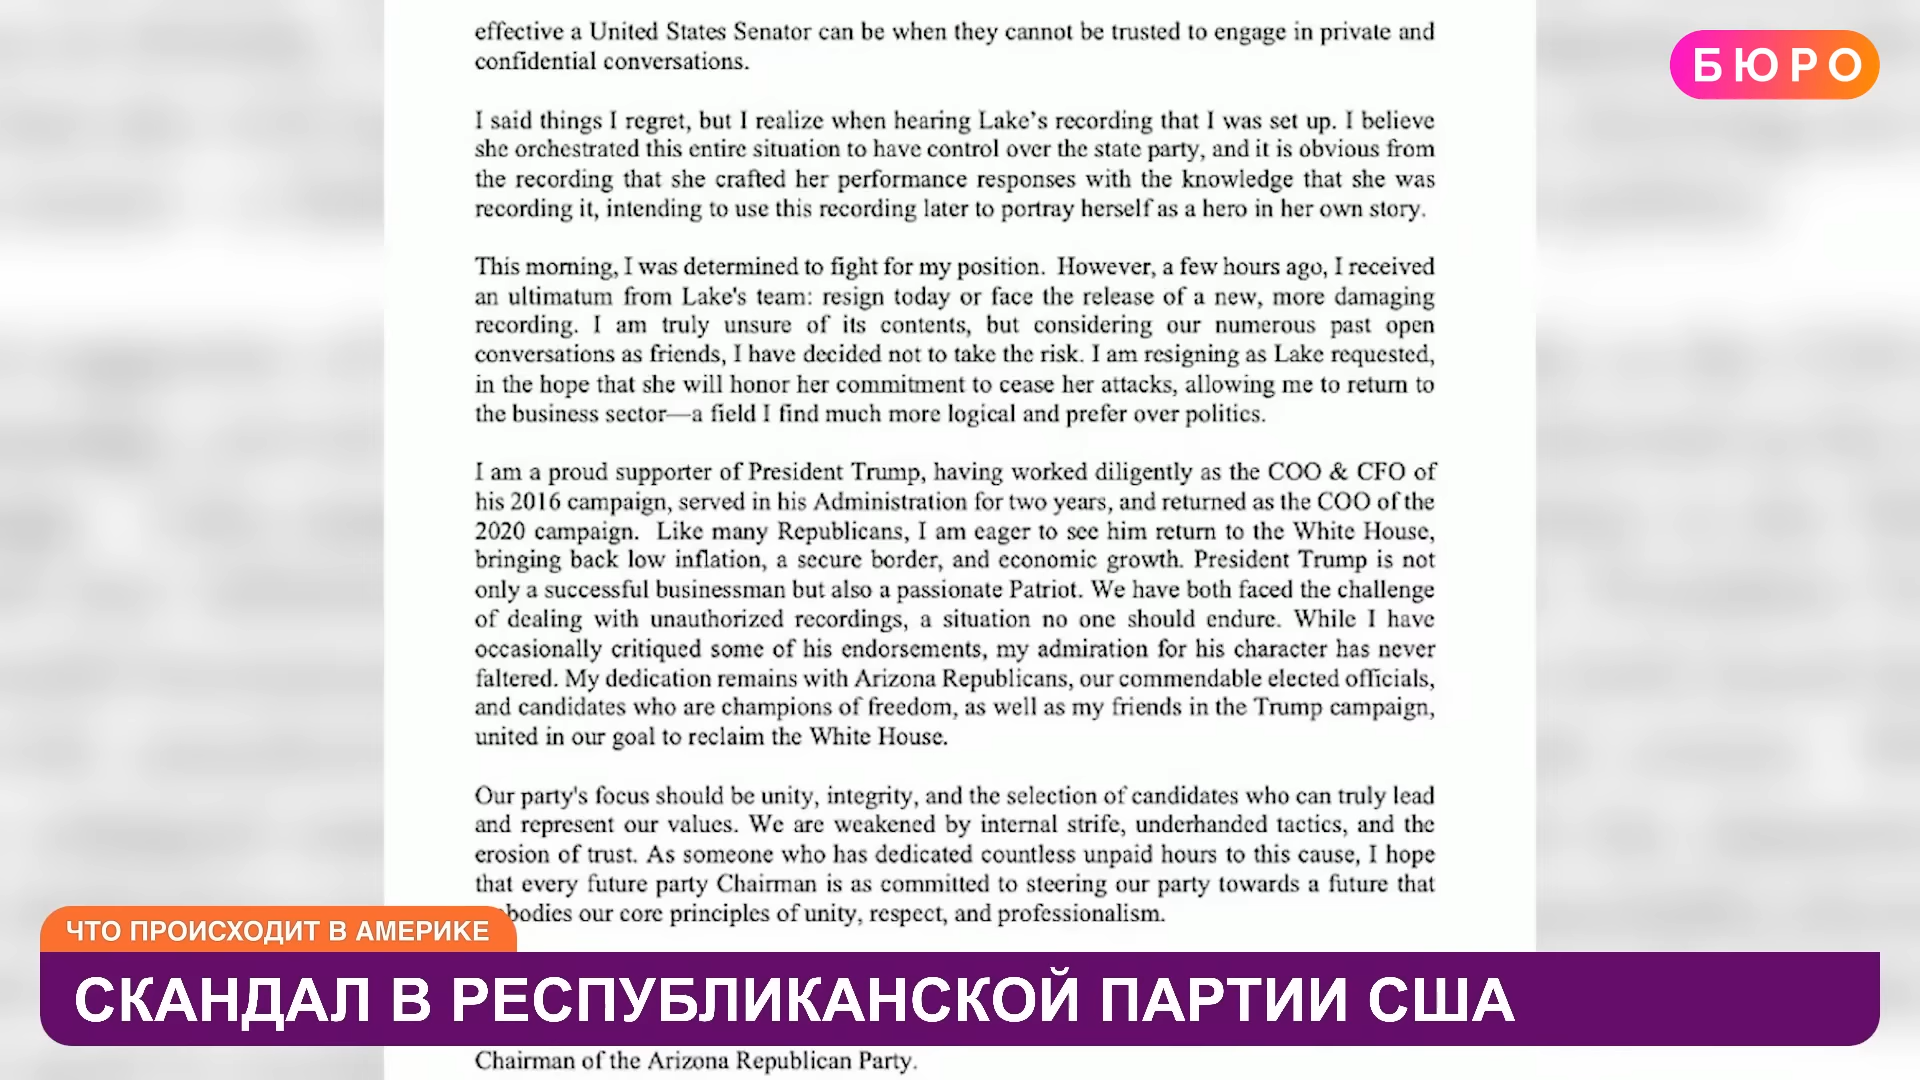 effective a United States Senator can be when they cannot be trusted to engage in private and
confidential conversations.
БЮРО
I said things I regret, but I realize when hearing Lake's recording that I was set up. I believe
she orchestrated this entire situation to have control over the state party, and it is obvious from
the recording that she crafted her performance responses with the knowledge that she was
recording it, intending to use this recording later to portray herself as a hero in her own story.
This morning, I was determined to fight for my position. However, a few hours ago, I received
an ultimatum from Lake's team: resign today or face the release of a new, more damaging
recording. I am truly unsure of its contents, but considering our numerous past open
conversations as friends, I have decided not to take the risk. I am resigning as Lake requested,
in the hope that she will honor her commitment to cease her attacks, allowing me to return to
the business sector—a field I find much more logical and prefer over politics.
I am a proud supporter of President Trump, having worked diligently as the COO & CFO of
his 2016 campaign, served in his Administration for two years, and returned as the COO of the
2020 campaign. Like many Republicans, I am eager to see him return to the White House,
bringing back low inflation, a secure border, and economic growth. President Trump is not
only a successful businessman but also a passionate Patriot. We have both faced the challenge
of dealing with unauthorized recordings, a situation no one should endure. While I have
occasionally critiqued some of his endorsements, my admiration for his character has never
faltered. My dedication remains with Arizona Republicans, our commendable elected officials,
and candidates who are champions of freedom, as well as my friends in the Trump campaign,
united in our goal to reclaim the White House.
Our party's focus should be unity, integrity, and the selection of candidates who can truly lead
and represent our values. We are weakened by internal strife, underhanded tactics, and the
erosion of trust. As someone who has dedicated countless unpaid hours to this cause, I hope
that every future party Chairman is as committed to steering our party towards a future that
bodies our core principles of unity, respect, and professionalism.
ЧТО ПРОИСХОДИТ В АМЕРИКЕ
СКАНДАЛ В РЕСПУБЛИКАНСКОЙ ПАРТИИ США
Chairman of the Arizona Republican Party.